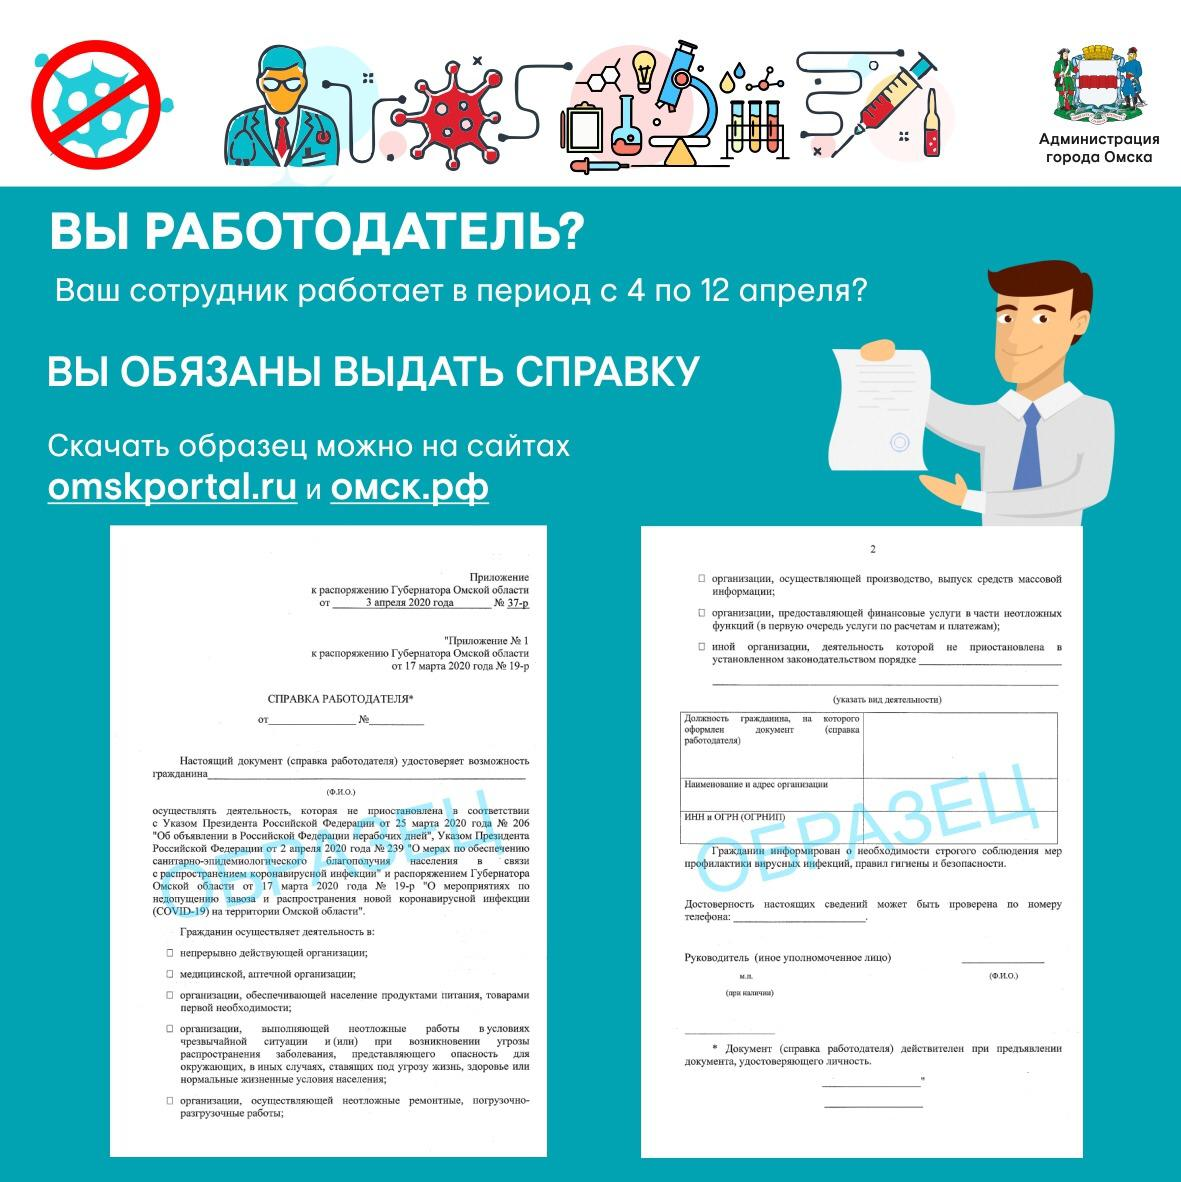 Администрация
города Омска
ВЫ РАБОТОДАТЕЛЬ?
Ваш сотрудник работает в период с 4 по 12 апреля?
ВЫ ОБЯЗАНЫ ВЫДАТЬ СПРАВКУ
Скачать образец можно на сайтах
omskportal.ru и омск.рф
Приложение
к распоряжению Губернатора Омской области
от 3 апреля 2020 года № 37-р
"Приложение № 1
к распоряжению Губернатора Омской области
от 17 марта 2020 года № 19-р
СПРАВКА РАБОТОДАТЕЛЯ*
от________________ №__________
Настоящий документ (справка работодателя) удостоверяет возможность
гражданина____________________
(Ф.И.О.)
осуществлять деятельность, которая не приостановлена в соответствии
с Указом Президента Российской Федерации от 25 марта 2020 года № 206
"Об объявлении в Российской Федерации нерабочих дней", Указом Президента
Российской Федерации от 2 апреля 2020 года № 239 "О мерах по обеспечению
санитарно-эпидемиологического благополучия населения в связи
с распространением коронавирусной инфекции" и распоряжением Губернатора
Омской области от 17 марта 2020 года № 19-р "О мероприятиях по
недопущению завоза и распространения новой коронавирусной инфекции
(COVID-19) на территории Омской области".
ОБРАЗЕЦ
Гражданин осуществляет деятельность в:
☐ непрерывно действующей организации;
☐ медицинской, аптечной организации;
☐ организации, обеспечивающей население продуктами питания, товарами
первой необходимости;
☐ организации, выполняющей неотложные работы в условиях
чрезвычайной ситуации и (или) при возникновении угрозы
распространения заболевания, представляющего опасность для
окружающих, в иных случаях, ставящих под угрозу жизнь, здоровье или
нормальные жизненные условия населения;
☐ организации, осуществляющей неотложные ремонтные, погрузочно-
разгрузочные работы;
2
☐ организации, осуществляющей производство, выпуск средств массовой
информации;
☐ организации, предоставляющей финансовые услуги в части неотложных
функций (в первую очередь услуги по расчетам и платежам);
☐ иной организации, деятельность которой не приостановлена в
установленном законодательством порядке ____________________
(указать вид деятельности)
Должность гражданина, на которого
оформлен документ (справка
работодателя)
Наименование и адрес организации
ИНН и ОГРН (ОГРНИП)
ОБРАЗЕЦ
Гражданин информирован о необходимости строгого соблюдения мер
профилактики вирусных инфекций, правил гигиены и безопасности.
Достоверность настоящих сведений может быть проверена по номеру
телефона: ____________________.
Руководитель (иное уполномоченное лицо) ____________
м.п. (Ф.И.О.)
(при наличии)
* Документ (справка работодателя) действителен при предъявлении
документа, удостоверяющего личность.
____________________"